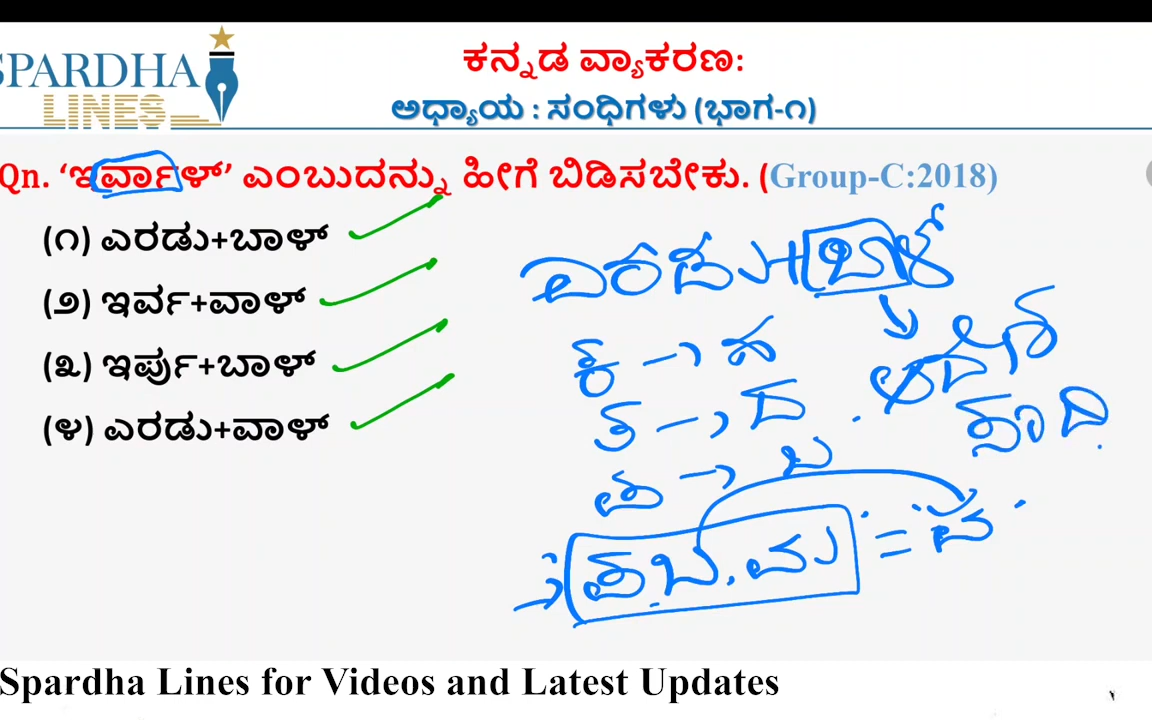 SPARDHA
LINES
ಕನ್ನಡ ವ್ಯಾಕರಣ:
ಅಧ್ಯಾಯ : ಸಂಧಿಗಳು (ಭಾಗ-೧)
Qn. ‘ಇರ್ವಾಳ್’ ಎಂಬುದನ್ನು ಹೀಗೆ ಬಿಡಿಸಬೇಕು. (Group-C:2018)
(೧) ಎರಡು+ಬಾಳ್
(೨) ಇರ್ವ+ವಾಳ್
(೩) ಇರ್ಪು+ಬಾಳ್
(೪) ಎರಡು+ವಾಳ್
ಎರಡು+ಬಾಳ್
ಕ್ → ಗ
ತ → ದ
ಪ → ಬ
ಆದೇಶ
ಸಂಧಿ.
→ ಪ.ಬ.ಮ = ವ
Spardha Lines for Videos and Latest Updates